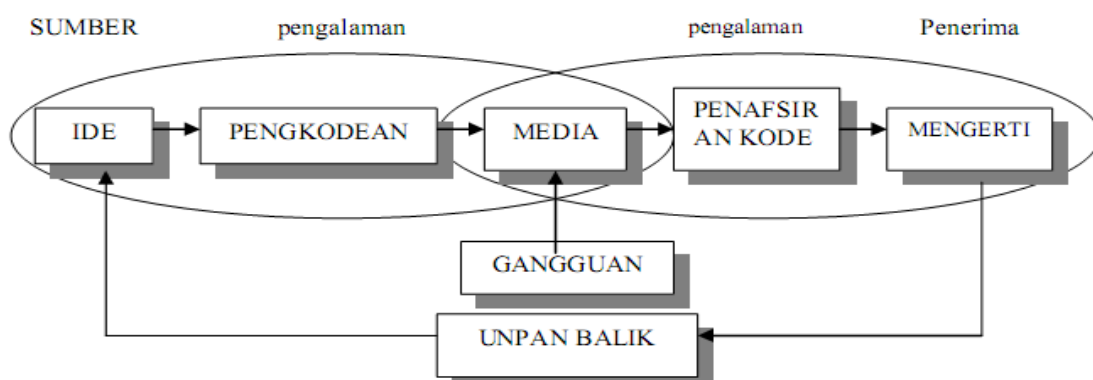 SUMBER
pengalaman
pengalaman
Penerima
IDE
PENGKODEAN
MEDIA
PENAFSIR
AN KODE
MENGERTI
GANGGUAN
UNPAN BALIK